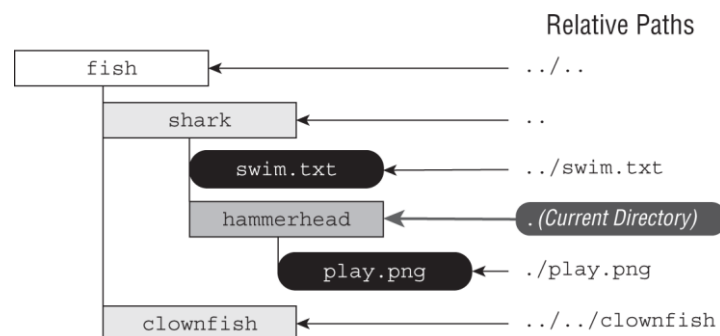 Relative Paths
fish ../..
shark ..
swim.txt ../swim.txt
hammerhead . (Current Directory)
play.png ./play.png
clownfish ../../clownfish